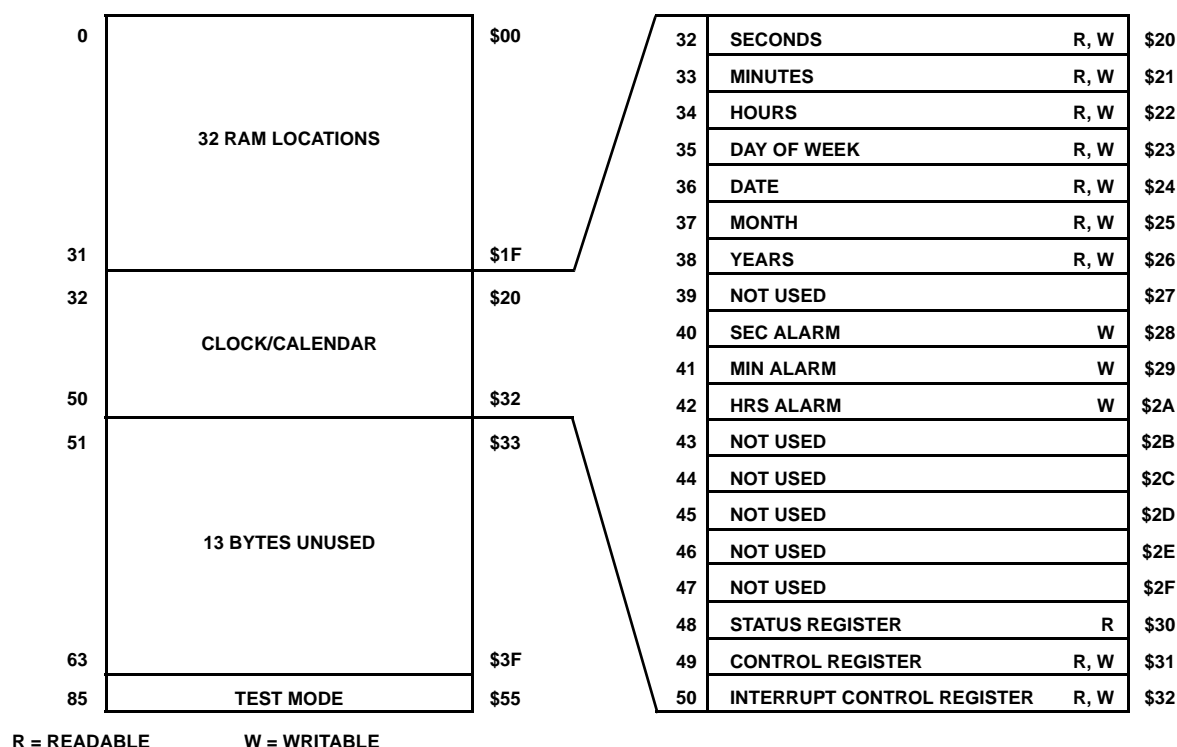 0 $00
32 RAM LOCATIONS
31 $1F
32 $20
CLOCK/CALENDAR
50 $32
51 $33
13 BYTES UNUSED
63 $3F
85 TEST MODE $55
32 SECONDS R, W $20
33 MINUTES R, W $21
34 HOURS R, W $22
35 DAY OF WEEK R, W $23
36 DATE R, W $24
37 MONTH R, W $25
38 YEARS R, W $26
39 NOT USED $27
40 SEC ALARM W $28
41 MIN ALARM W $29
42 HRS ALARM W $2A
43 NOT USED $2B
44 NOT USED $2C
45 NOT USED $2D
46 NOT USED $2E
47 NOT USED $2F
48 STATUS REGISTER R $30
49 CONTROL REGISTER R, W $31
50 INTERRUPT CONTROL REGISTER R, W $32
R = READABLE W = WRITABLE